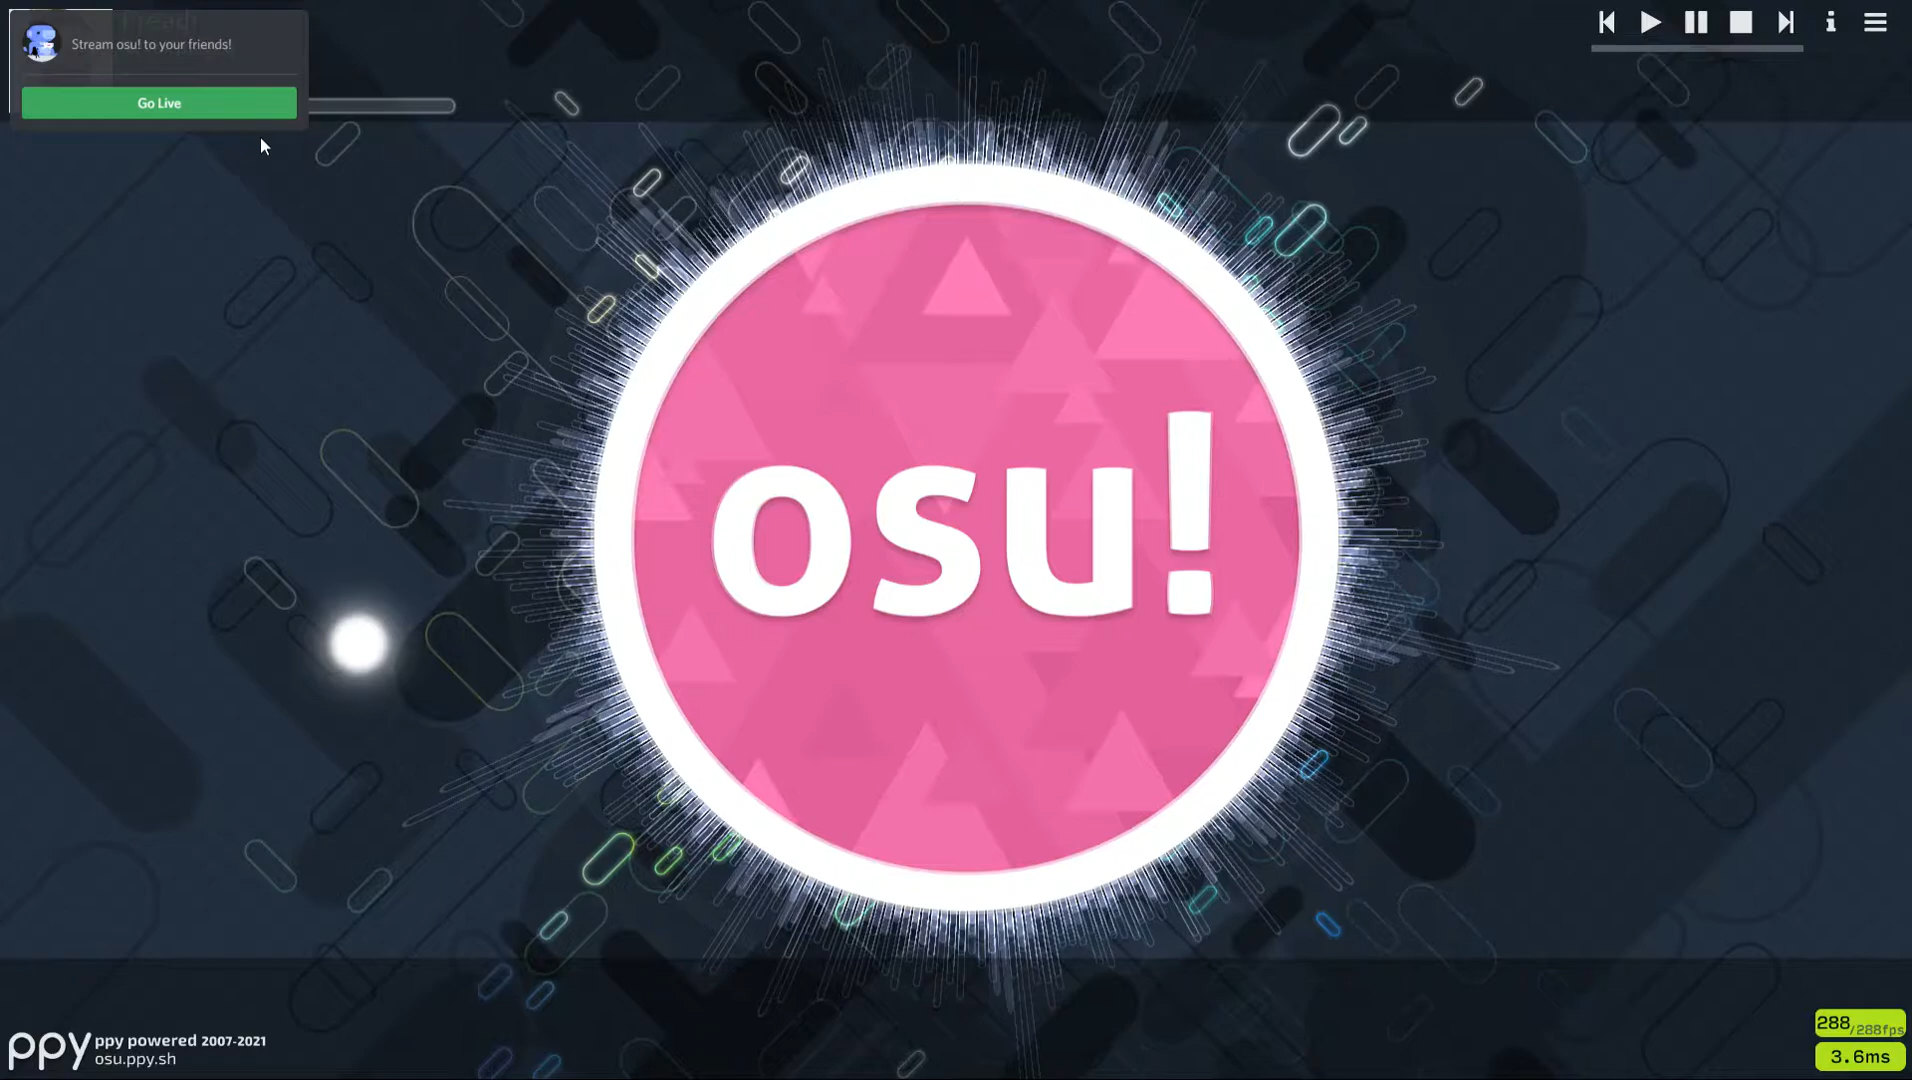 Stream osu! to your friends!
Go Live
osu!
ppy
ppy powered 2007-2021
osu.ppy.sh
288/288fps
3.6ms